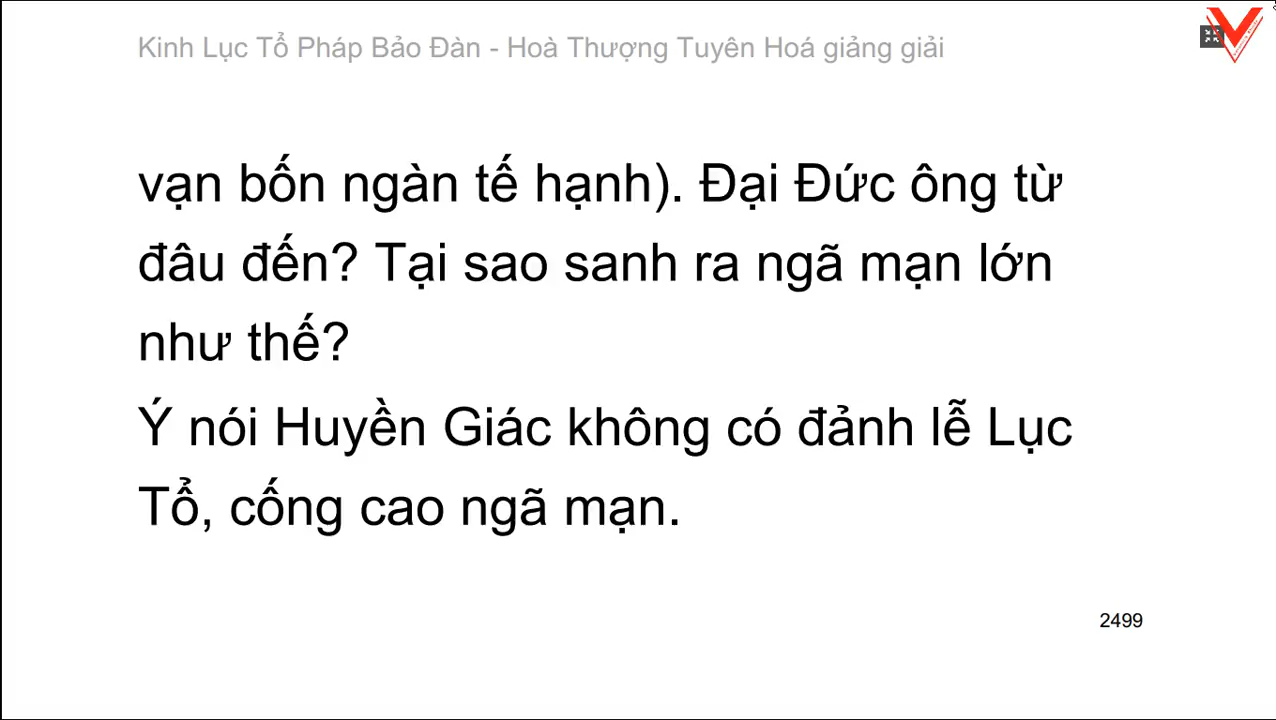 Kinh Lục Tổ Pháp Bảo Đàn - Hoà Thượng Tuyên Hoá giảng giải
vạn bốn ngàn tế hạnh). Đại Đức ông từ
đâu đến? Tại sao sanh ra ngã mạn lớn
như thế?
Ý nói Huyền Giác không có đảnh lễ Lục
Tổ, cống cao ngã mạn.
2499